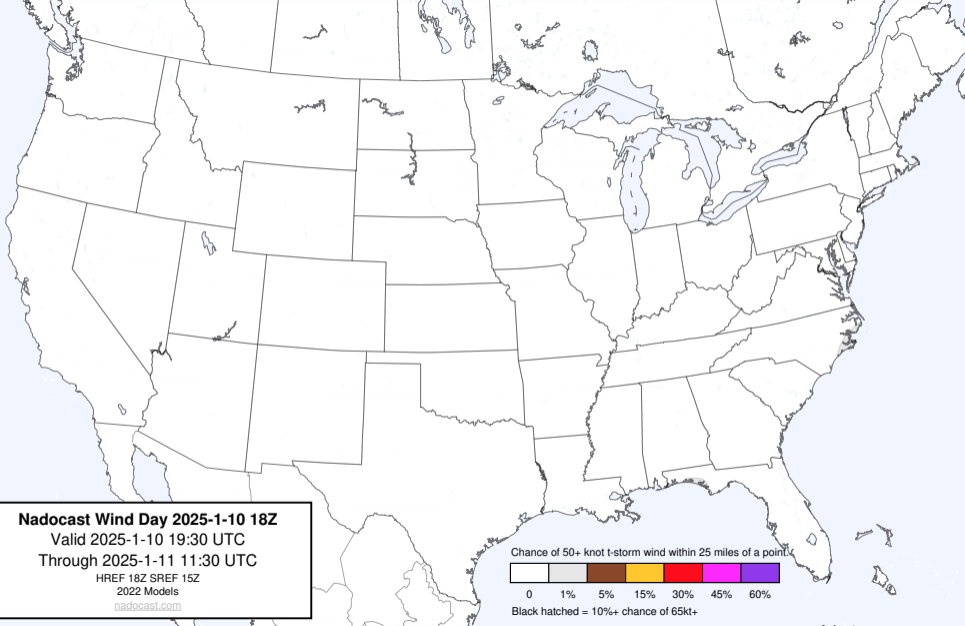 Nadocast Wind Day 2025-1-10 18Z
Valid 2025-1-10 19:30 UTC
Through 2025-1-11 11:30 UTC
HREF 18Z SREF 15Z
2022 Models
nadocast.com
Chance of 50+ knot t-storm wind within 25 miles of a point.
0 1% 5% 15% 30% 45% 60%
Black hatched = 10%+ chance of 65kt+